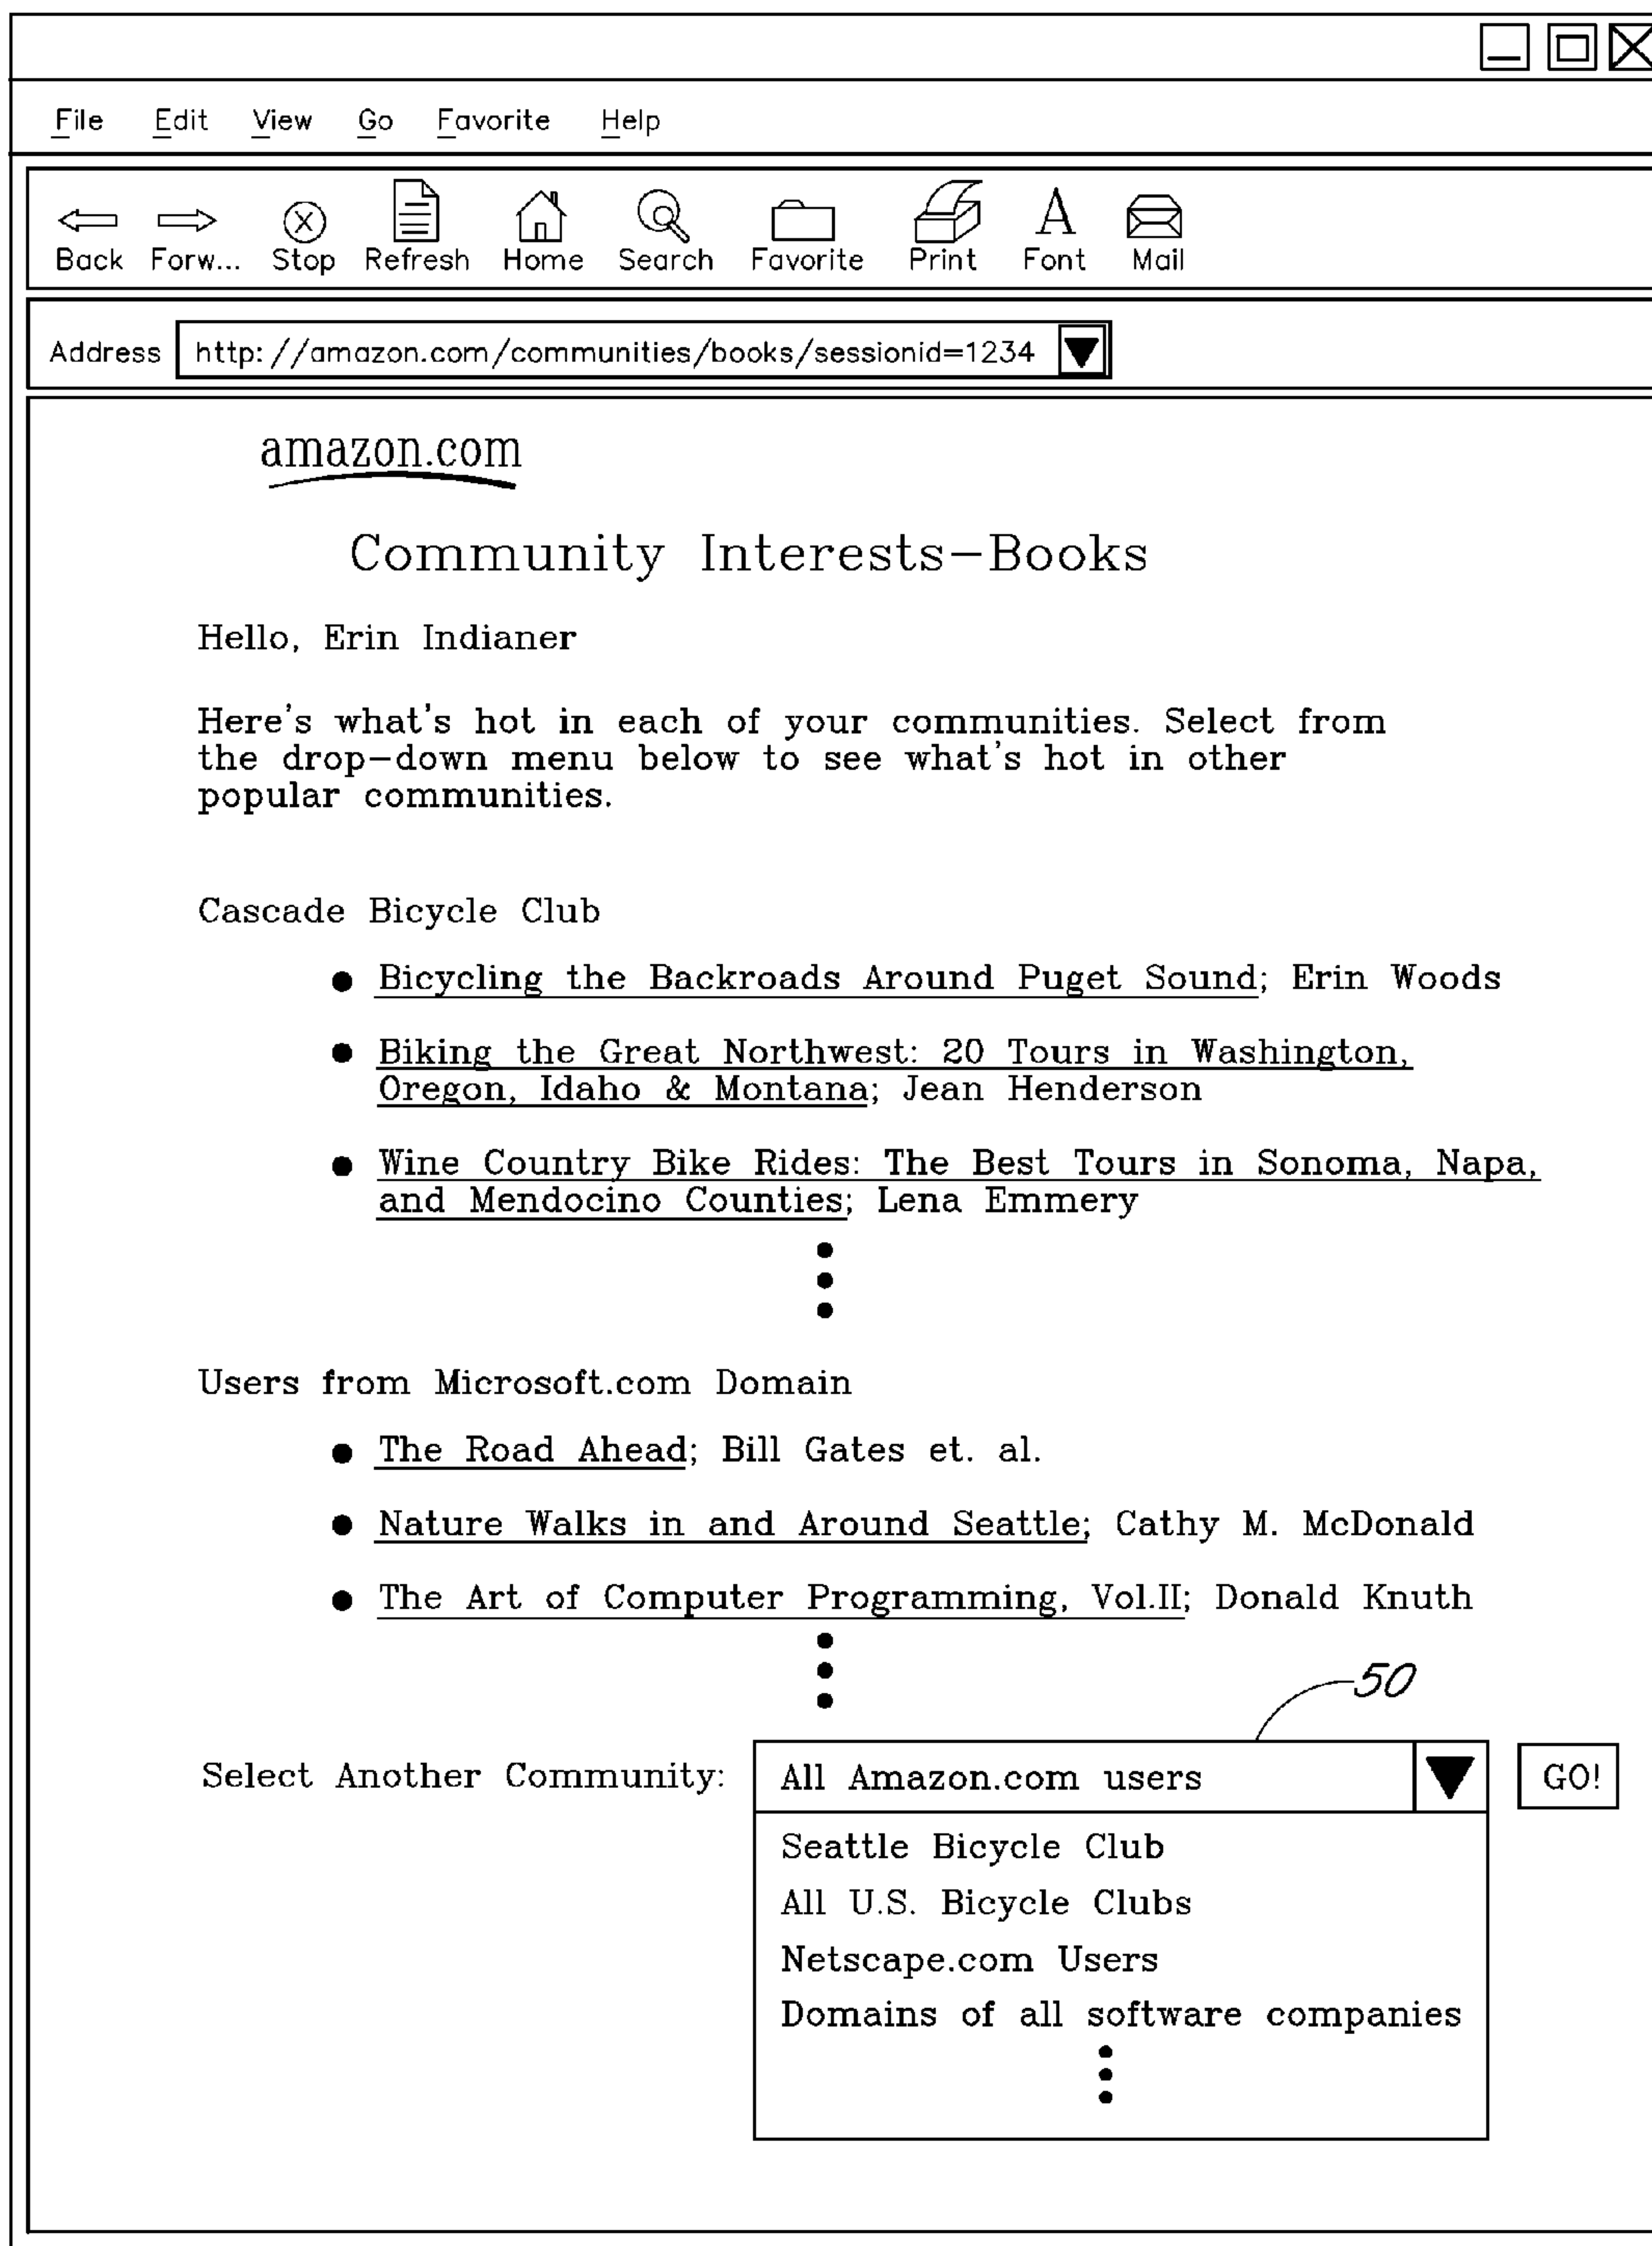 File Edit View Go Favorite Help
Back Forw... Stop Refresh Home Search Favorite Print Font Mail
Address http://amazon.com/communities/books/sessionid=1234
amazon.com
Community Interests-Books
Hello, Erin Indianer
Here's what's hot in each of your communities. Select from
the drop-down menu below to see what's hot in other
popular communities.
Cascade Bicycle Club
● Bicycling the Backroads Around Puget Sound; Erin Woods
● Biking the Great Northwest: 20 Tours in Washington,
Oregon, Idaho & Montana; Jean Henderson
● Wine Country Bike Rides: The Best Tours in Sonoma, Napa,
and Mendocino Counties; Lena Emmery
Users from Microsoft.com Domain
● The Road Ahead; Bill Gates et. al.
● Nature Walks in and Around Seattle; Cathy M. McDonald
● The Art of Computer Programming, Vol.II; Donald Knuth
50
Select Another Community: All Amazon.com users GO!
Seattle Bicycle Club
All U.S. Bicycle Clubs
Netscape.com Users
Domains of all software companies